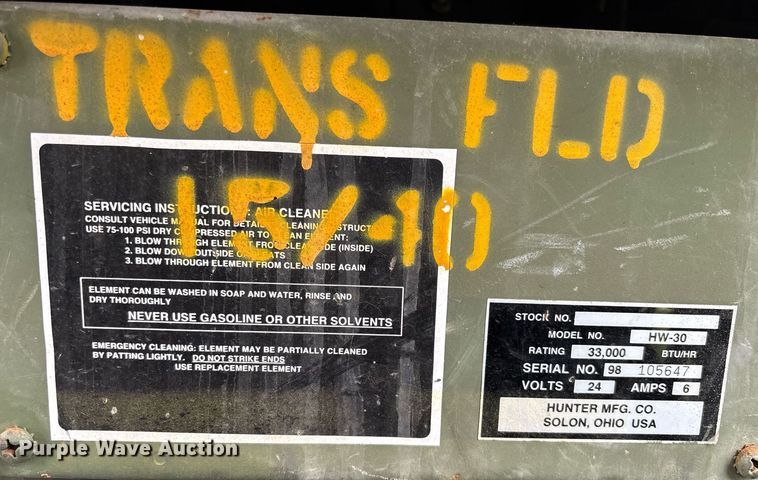 TRANS FLD
15/40
SERVICING INSTRUCTIONS: AIR CLEANER
CONSULT VEHICLE MANUAL FOR DETAILED CLEANING INSTRUCTIONS
USE 75-100 PSI DRY COMPRESSED AIR TO CLEAN ELEMENT:
1. BLOW THROUGH ELEMENT FROM CLEAN SIDE (INSIDE)
2. BLOW DOWN OUTSIDE OF PLEATS
3. BLOW THROUGH ELEMENT FROM CLEAN SIDE AGAIN
ELEMENT CAN BE WASHED IN SOAP AND WATER, RINSE AND
DRY THOROUGHLY
NEVER USE GASOLINE OR OTHER SOLVENTS
EMERGENCY CLEANING: ELEMENT MAY BE PARTIALLY CLEANED
BY PATTING LIGHTLY. DO NOT STRIKE ENDS
USE REPLACEMENT ELEMENT
STOCK NO.
MODEL NO. HW-30
RATING 33,000 BTU/HR
SERIAL NO. 98 105647
VOLTS 24 AMPS 6
HUNTER MFG. CO.
SOLON, OHIO USA
Purple Wave Auction